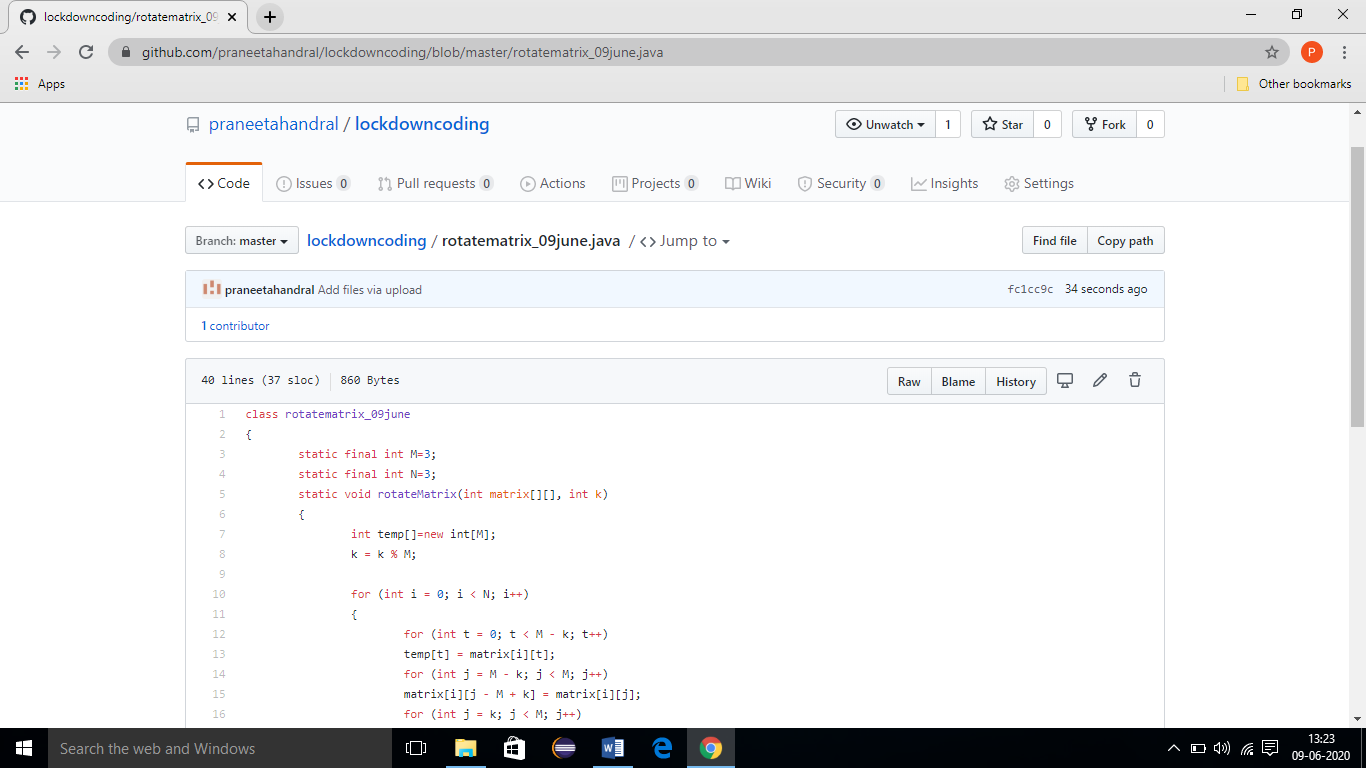 lockdowncoding/rotatematrix_09
github.com/praneetahandral/lockdowncoding/blob/master/rotatematrix_09june.java
P
Apps
Other bookmarks
praneetahandral / lockdowncoding
Unwatch 1
Star 0
Fork 0
Code
Issues 0
Pull requests 0
Actions
Projects 0
Wiki
Security 0
Insights
Settings
Branch: master
lockdowncoding / rotatematrix_09june.java / <> Jump to
Find file
Copy path
praneetahandral Add files via upload
fc1cc9c 34 seconds ago
1 contributor
40 lines (37 sloc) 860 Bytes
Raw
Blame
History
1 class rotatematrix_09june
2 {
3 static final int M=3;
4 static final int N=3;
5 static void rotateMatrix(int matrix[][], int k)
6 {
7 int temp[]=new int[M];
8 k = k % M;
9
10 for (int i = 0; i < N; i++)
11 {
12 for (int t = 0; t < M - k; t++)
13 temp[t] = matrix[i][t];
14 for (int j = M - k; j < M; j++)
15 matrix[i][j - M + k] = matrix[i][j];
16 for (int j = k; j < M; j++)
Search the web and Windows
13:23
09-06-2020